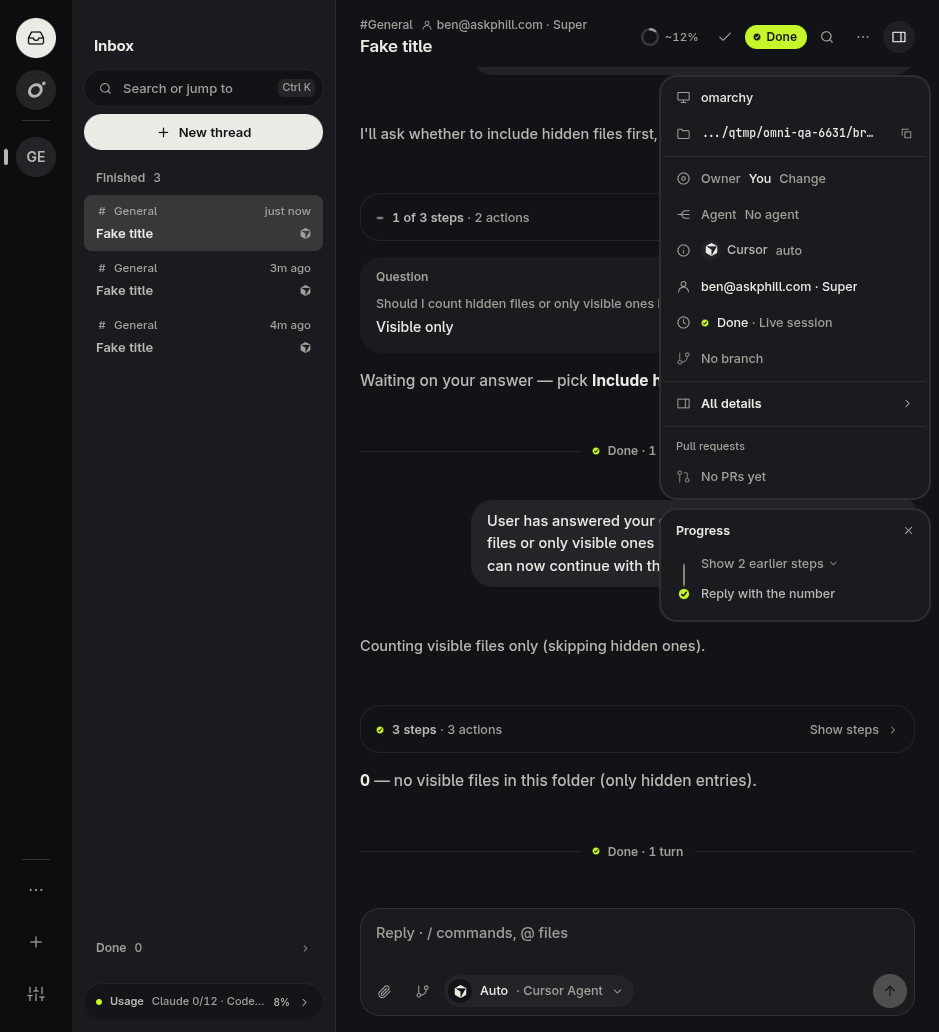 GE
Inbox
Search or jump to
Ctrl K
New thread
Finished 3
# General just now
Fake title
# General 3m ago
Fake title
# General 4m ago
Fake title
Done 0
Usage Claude 0/12 · Code... 8%
#General ben@askphill.com · Super
Fake title
~12%
Done
I'll ask whether to include hidden files first,
1 of 3 steps · 2 actions
Question
Should I count hidden files or only visible ones
Visible only
Waiting on your answer — pick Include
Done · 1
User has answered your
files or only visible ones
can now continue with
Counting visible files only (skipping hidden ones).
3 steps · 3 actions Show steps
0 — no visible files in this folder (only hidden entries).
Done · 1 turn
Reply · / commands, @ files
Auto · Cursor Agent
omarchy
.../qtmp/omni-qa-6631/br…
Owner You Change
Agent No agent
Cursor auto
ben@askphill.com · Super
Done · Live session
No branch
All details
Pull requests
No PRs yet
Progress
Show 2 earlier steps
Reply with the number